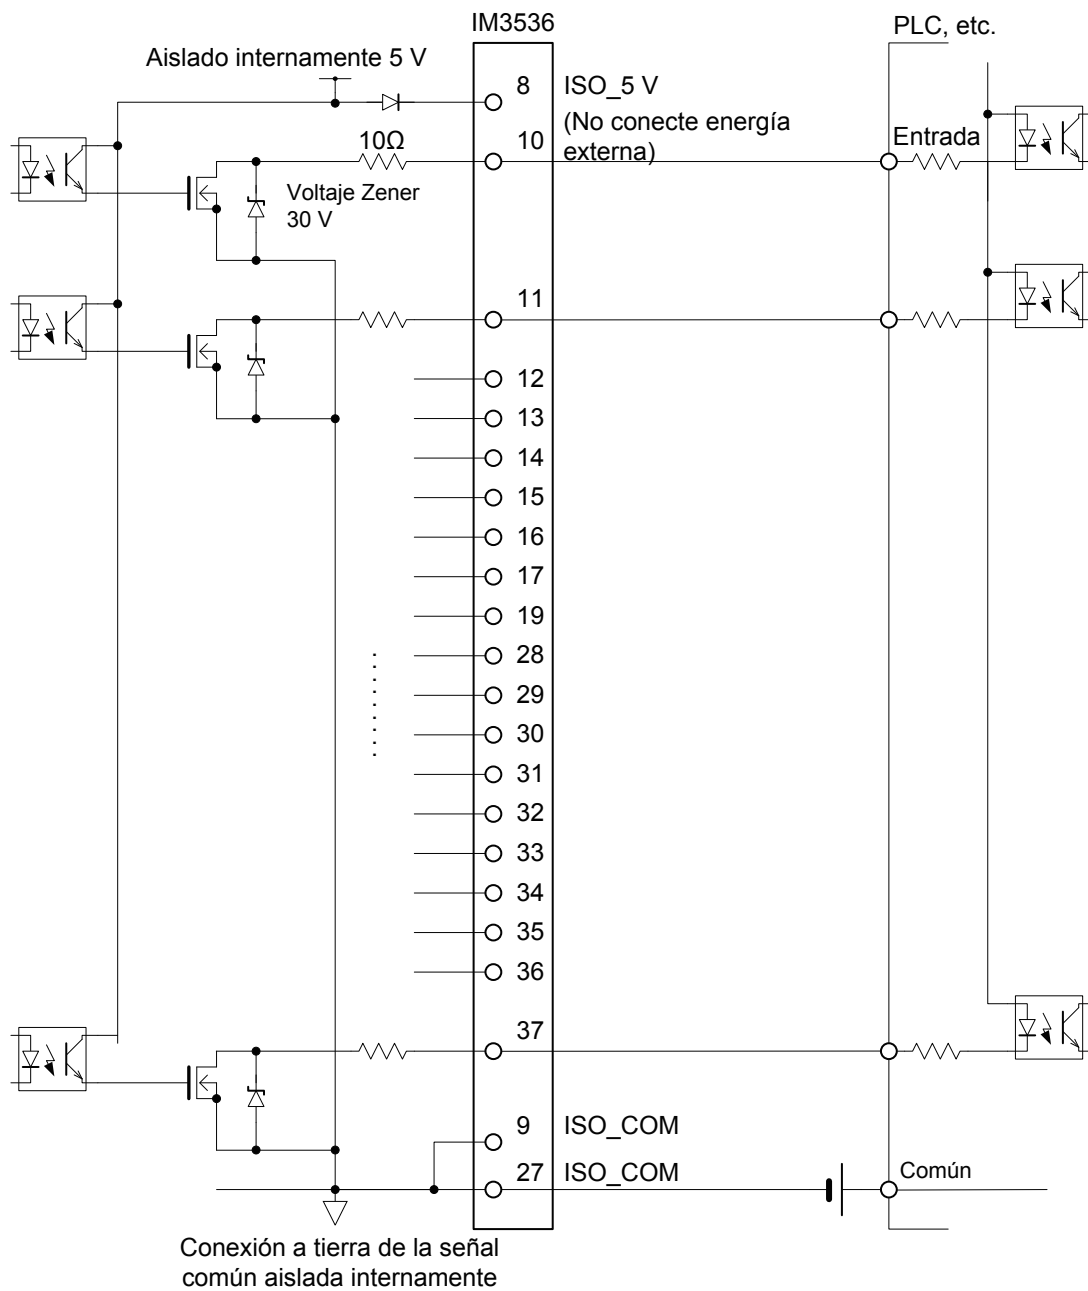 IM3536
PLC, etc.
Aislado internamente 5 V
8
ISO_5 V
(No conecte energía
externa)
10
10Ω
Entrada
Voltaje Zener
30 V
11
12
13
14
15
16
17
19
28
29
30
31
32
33
34
35
36
37
9
ISO_COM
27
ISO_COM
Común
Conexión a tierra de la señal
común aislada internamente